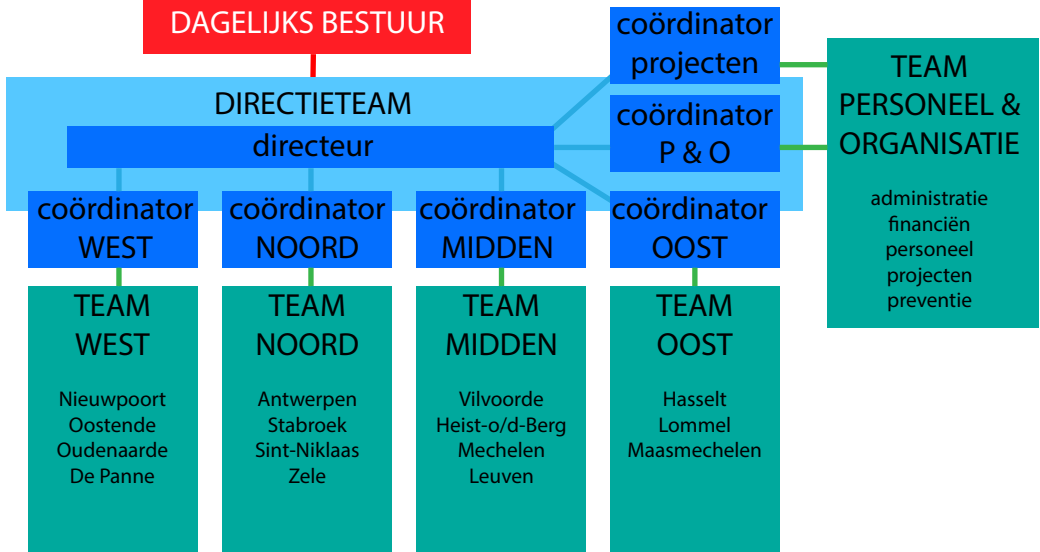 DAGELIJKS BESTUUR
DIRECTIETEAM
directeur
coördinator
projecten
coördinator
P & O
TEAM
PERSONEEL &
ORGANISATIE
administratie
financiën
personeel
projecten
preventie
coördinator
WEST
coördinator
NOORD
coördinator
MIDDEN
coördinator
OOST
TEAM
WEST
Nieuwpoort
Oostende
Oudenaarde
De Panne
TEAM
NOORD
Antwerpen
Stabroek
Sint-Niklaas
Zele
TEAM
MIDDEN
Vilvoorde
Heist-o/d-Berg
Mechelen
Leuven
TEAM
OOST
Hasselt
Lommel
Maasmechelen